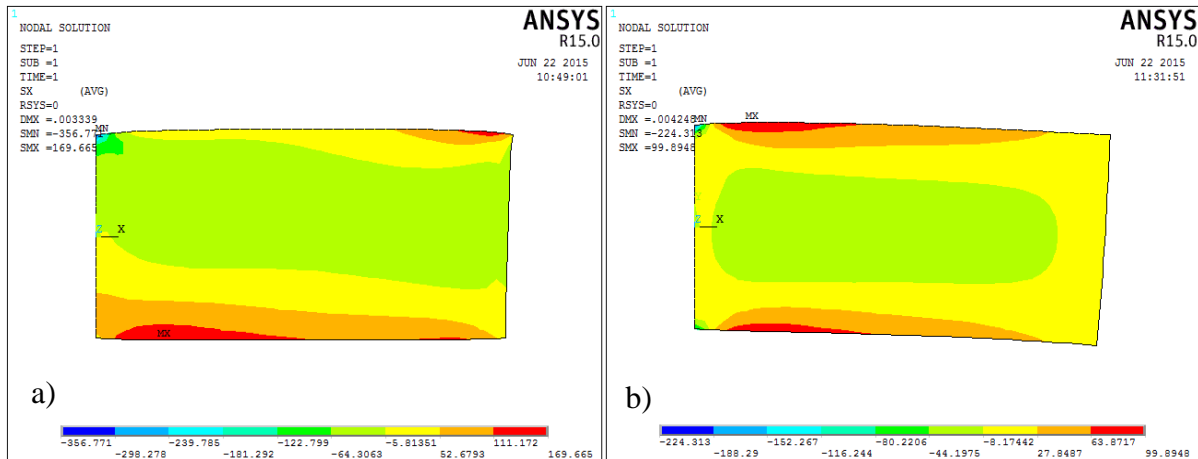 1
NODAL SOLUTION
STEP=1
SUB =1
TIME=1
SX (AVG)
RSYS=0
DMX =.003339
SMN =-356.771
SMX =169.665
ANSYS
R15.0
JUN 22 2015
10:49:01
MN
Z X
MX
a)
-356.771 -239.785 -122.799 -5.81351 111.172
-298.278 -181.292 -64.3063 52.6793 169.665
1
NODAL SOLUTION
STEP=1
SUB =1
TIME=1
SX (AVG)
RSYS=0
DMX =.004248
SMN =-224.313
SMX =99.8948
ANSYS
R15.0
JUN 22 2015
11:31:51
MN
MX
Z X
b)
-224.313 -152.267 -80.2206 -8.17442 63.8717
-188.29 -116.244 -44.1975 27.8487 99.8948